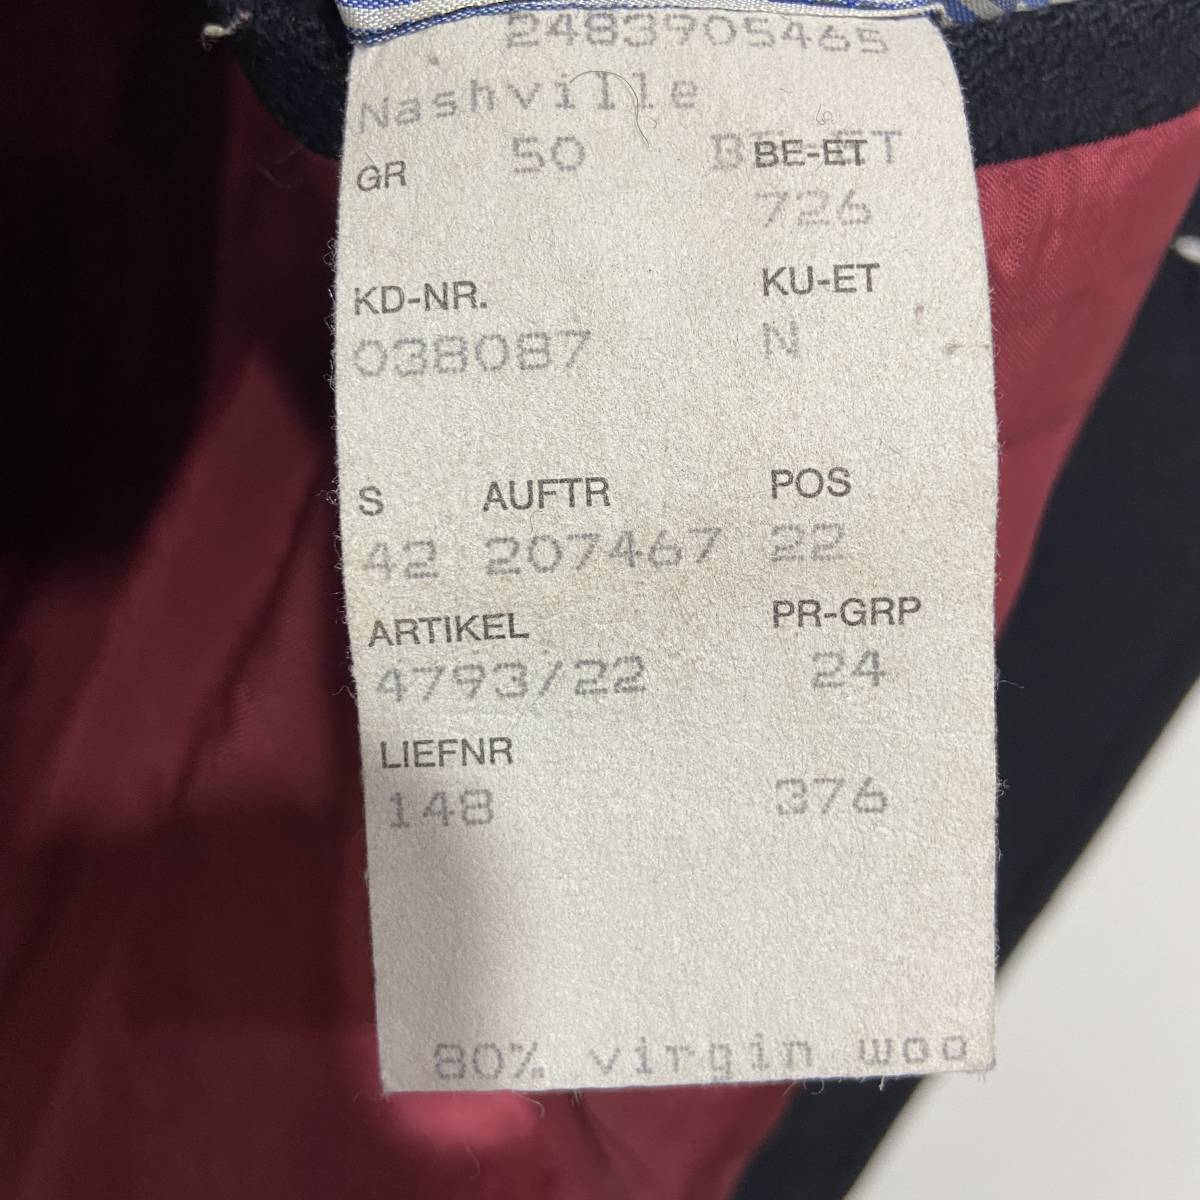 2483905465
Nashville
GR 50 BE-ET
726
KD-NR. KU-ET
038087 N
S AUFTR POS
42 207467 22
ARTIKEL PR-GRP
4793/22 24
LIEFNR
148 376
80% virgin woo